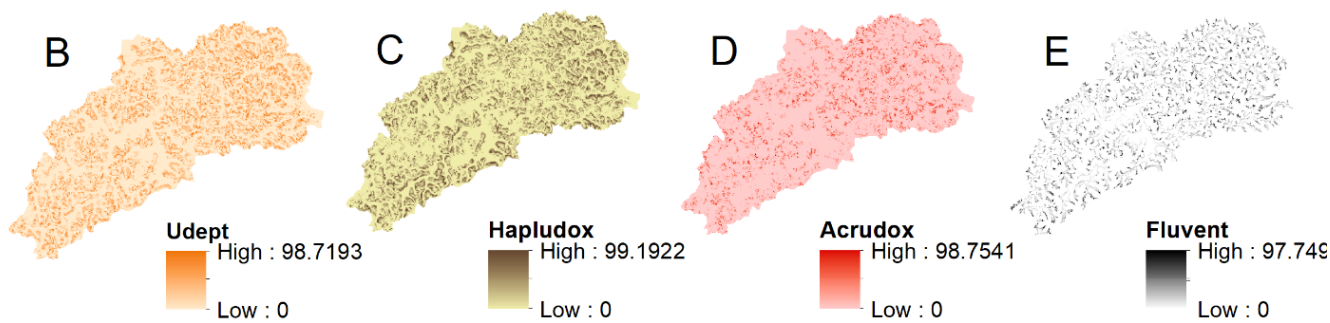 B
C
D
E
Udept
High : 98.7193
Low : 0
Hapludox
High : 99.1922
Low : 0
Acrudox
High : 98.7541
Low : 0
Fluvent
High : 97.749
Low : 0